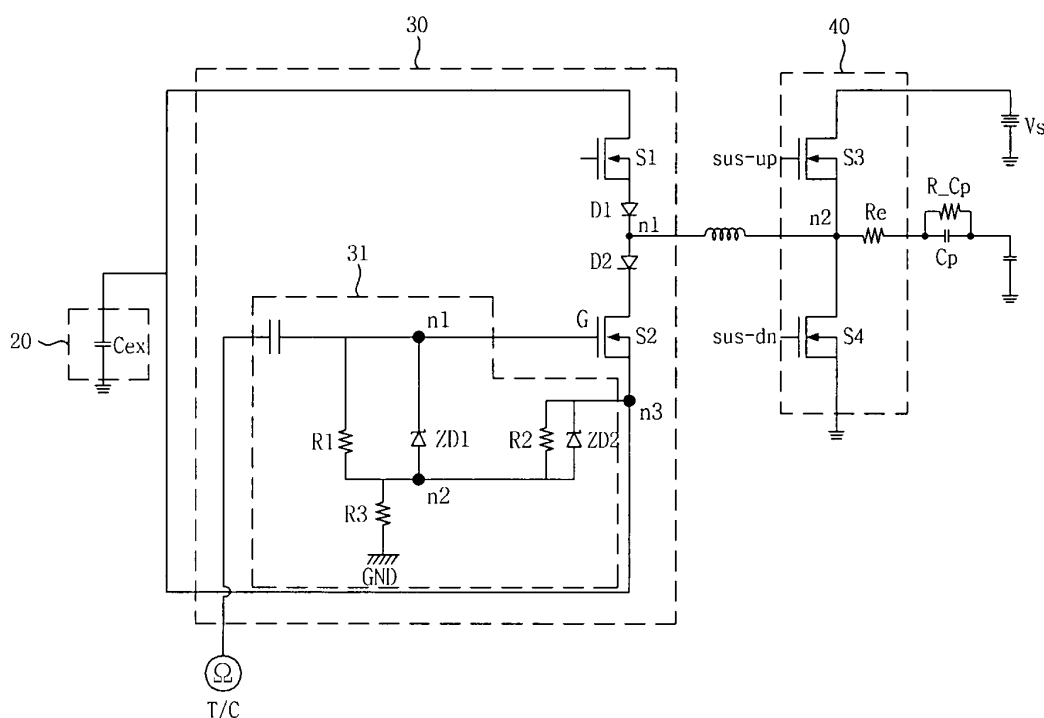 30
40
Vs
S1
sus-up
S3
R_Cp
D1
n1
n2
Re
D2
Cp
31
20
Cex
n1
G
S2
sus-dn
S4
n3
R1
ZD1
R2
ZD2
n2
R3
GND
Ω
T/C